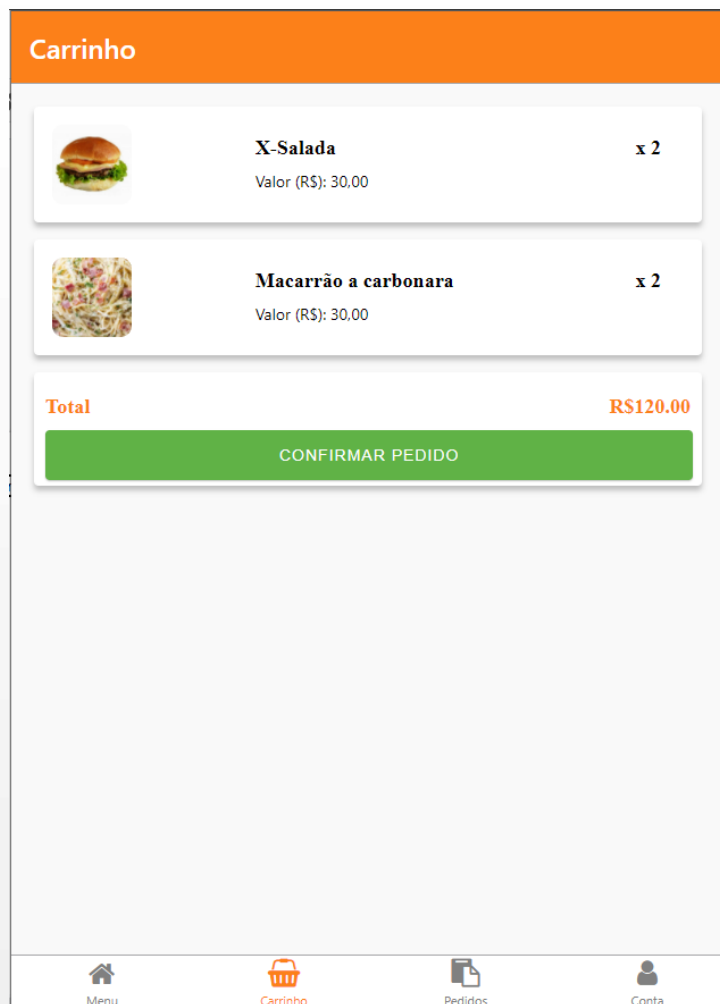 Carrinho
X-Salada x 2
Valor (R$): 30,00
Macarrão a carbonara x 2
Valor (R$): 30,00
Total R$120.00
CONFIRMAR PEDIDO
Menu Carrinho Pedidos Conta